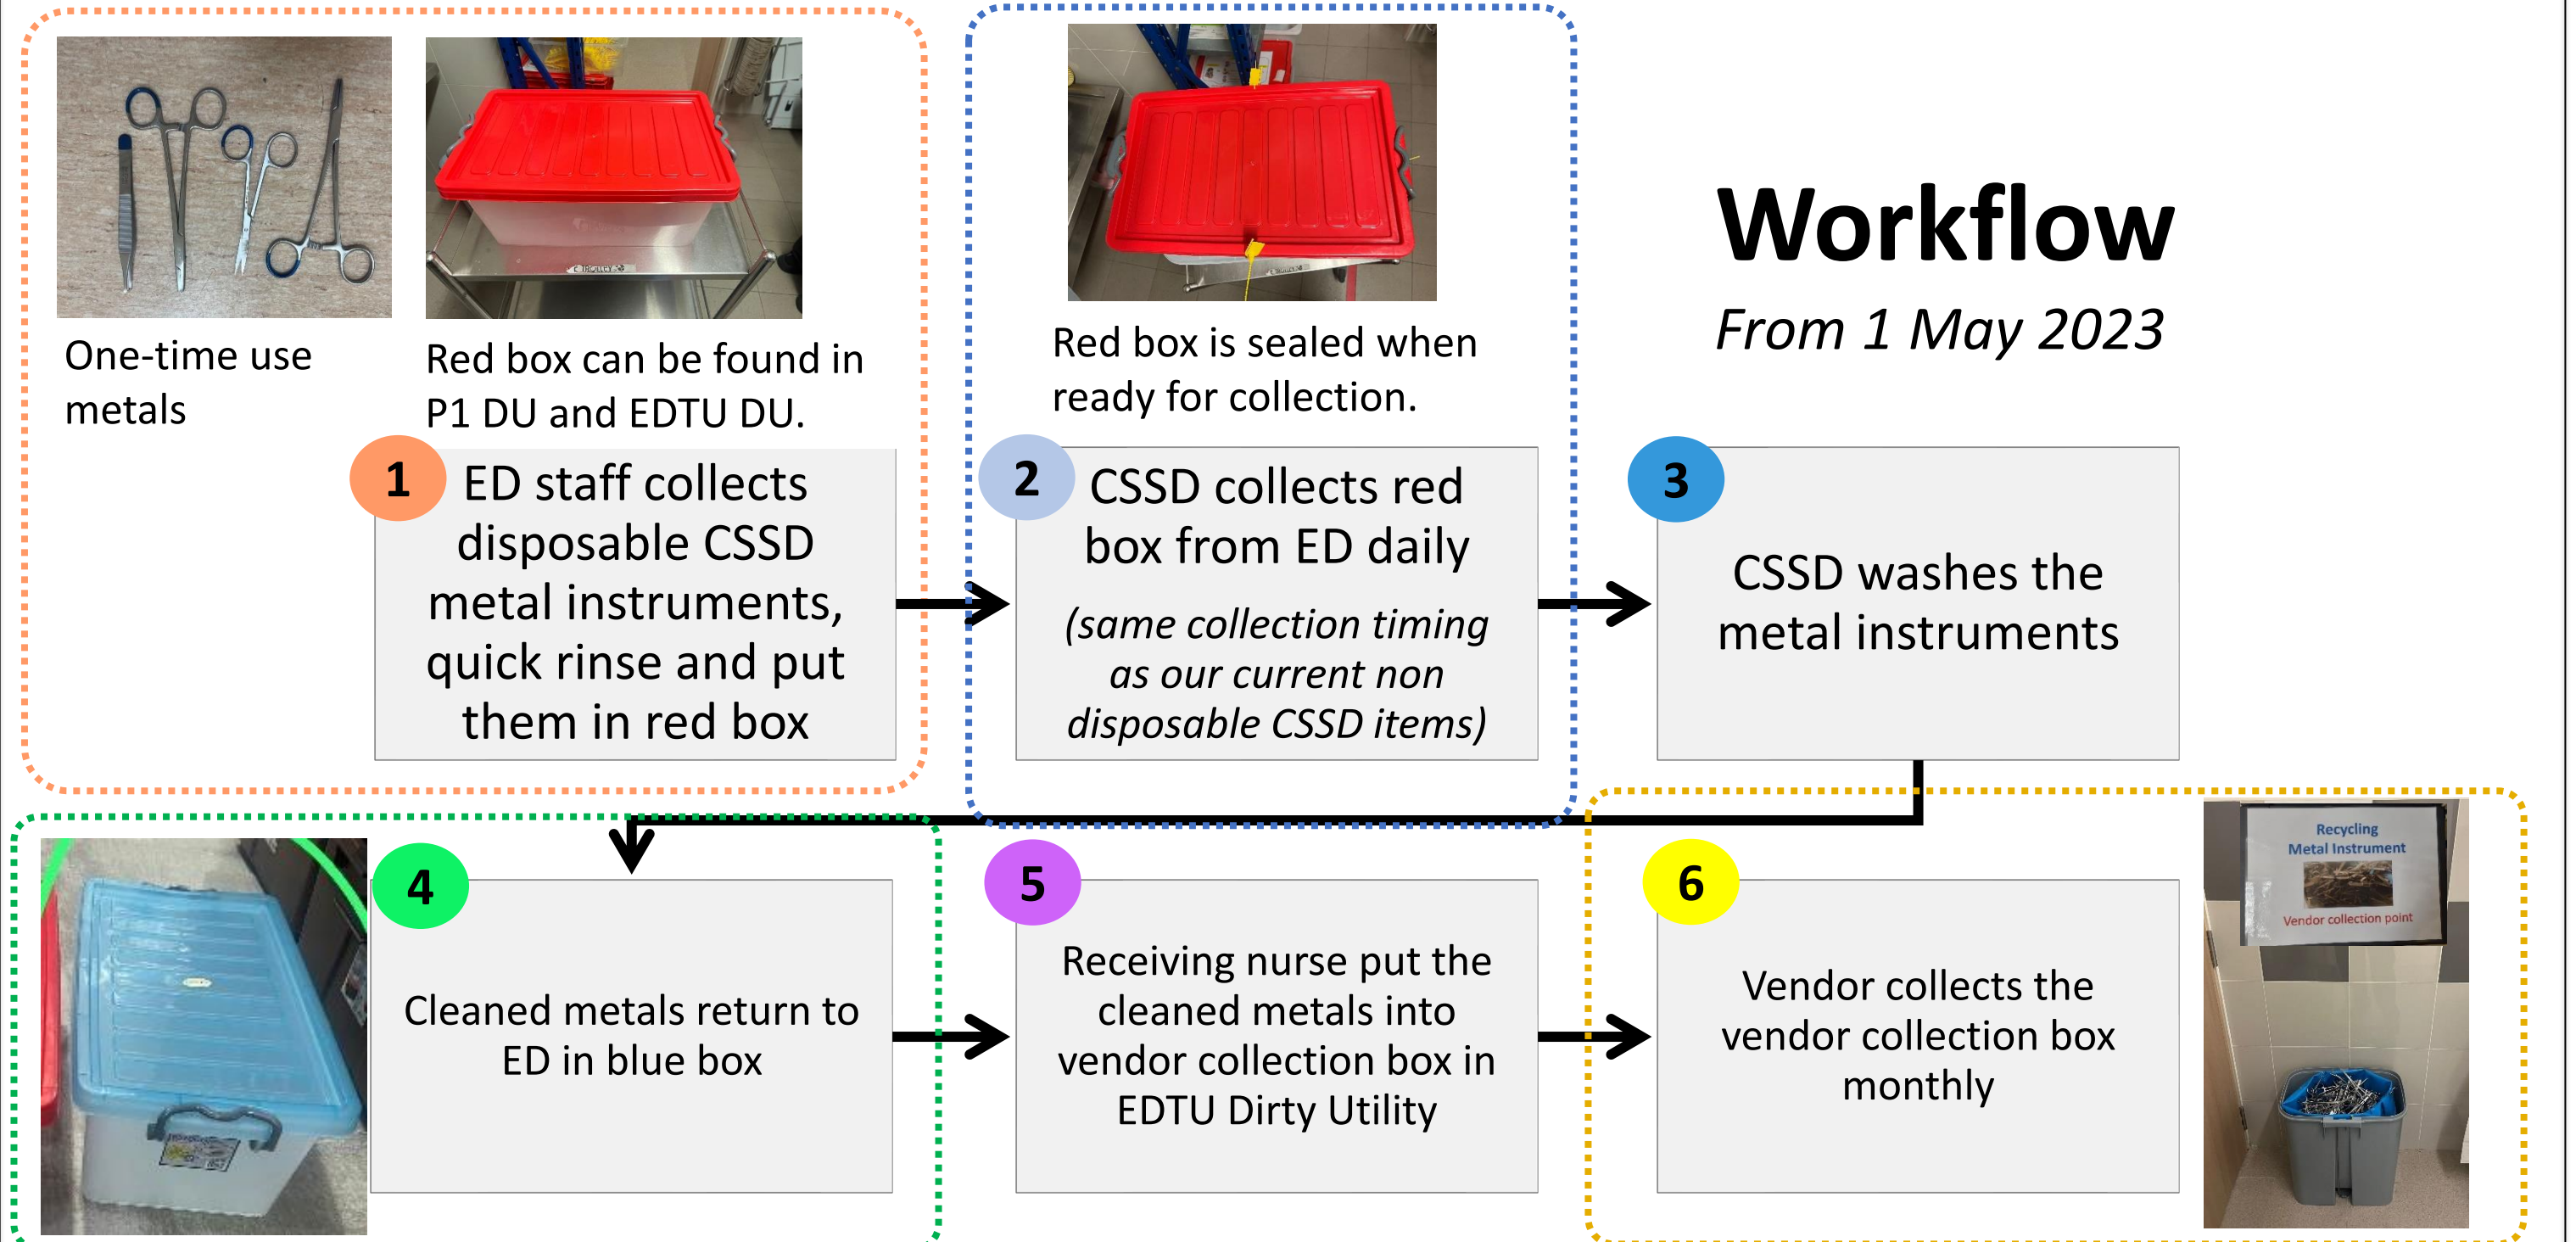 Workflow
From 1 May 2023
One-time use
metals
Red box can be found in
P1 DU and EDTU DU.
1
ED staff collects
disposable CSSD
metal instruments,
quick rinse and put
them in red box
Red box is sealed when
ready for collection.
2
CSSD collects red
box from ED daily
(same collection timing
as our current non
disposable CSSD items)
3
CSSD washes the
metal instruments
4
Cleaned metals return to
ED in blue box
5
Receiving nurse put the
cleaned metals into
vendor collection box in
EDTU Dirty Utility
6
Vendor collects the
vendor collection box
monthly
Recycling
Metal Instrument
Vendor collection point